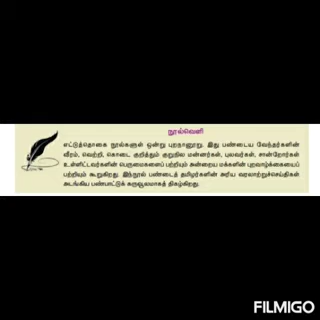 நூல்வெளி
எட்டுத்தொகை நூல்களுள் ஒன்று புறநானூறு. இது பண்டைய வேந்தர்களின்
வீரம், வெற்றி, கொடை குறித்தும் குறுநில மன்னர்கள், புலவர்கள், சான்றோர்கள்
உள்ளிட்டவர்களின் பெருமைகளைப் பற்றியும் அன்றைய மக்களின் புறவாழ்க்கையைப்
பற்றியும் கூறுகிறது. இந்நூல் பண்டைத் தமிழர்களின் அரிய வரலாற்றுச்செய்திகள்
அடங்கிய பண்பாட்டுக் கருவூலமாகத் திகழ்கிறது.
FILMIGO